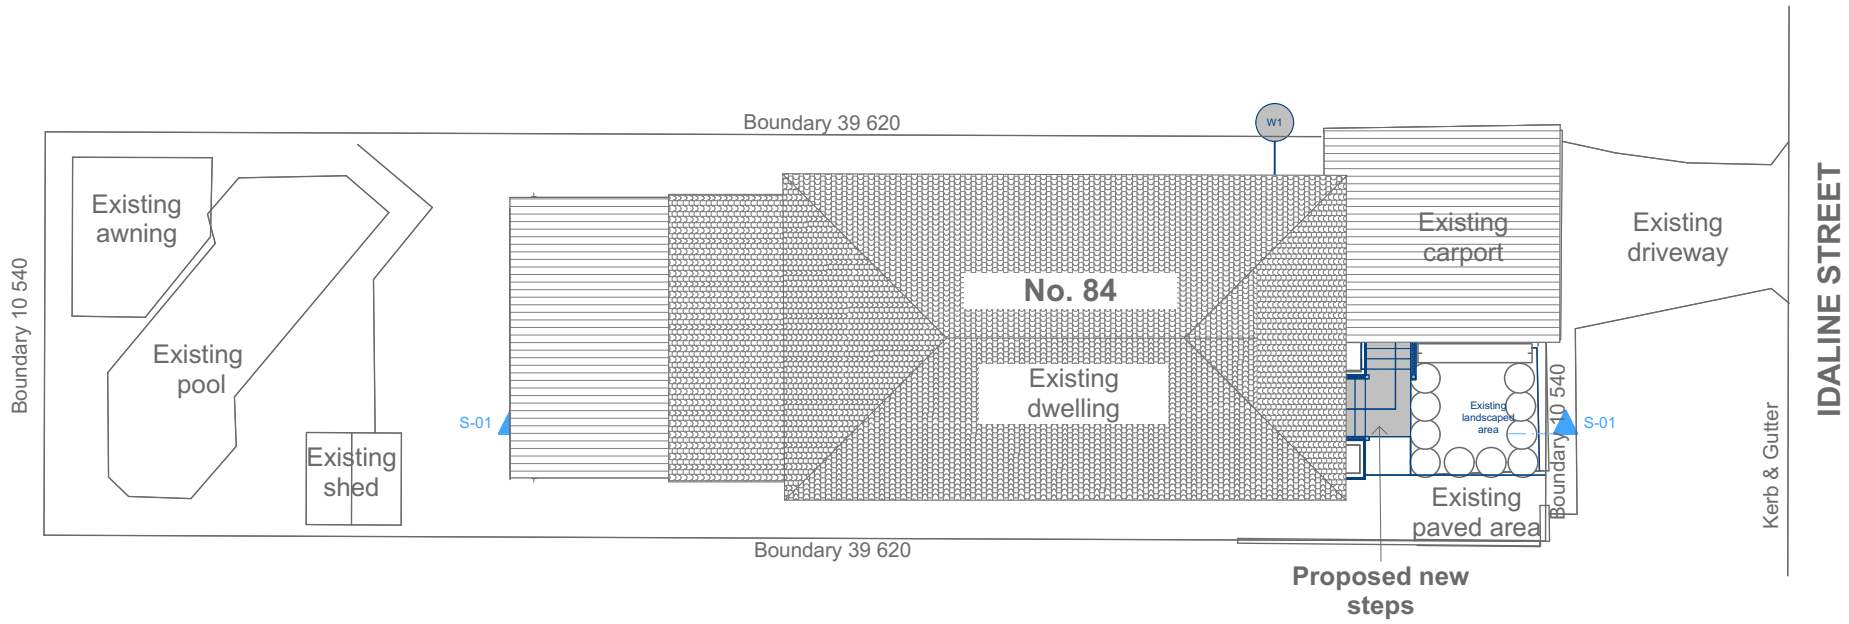 Boundary 39 620
W1
Existing
awning
Existing
carport
Existing
driveway
IDALINE STREET
Boundary 10 540
No. 84
Existing
pool
Existing
dwelling
S-01
Existing
landscaped
area
Boundary 10 540
S-01
Kerb & Gutter
Existing
shed
Existing
paved area
Boundary 39 620
Proposed new
steps